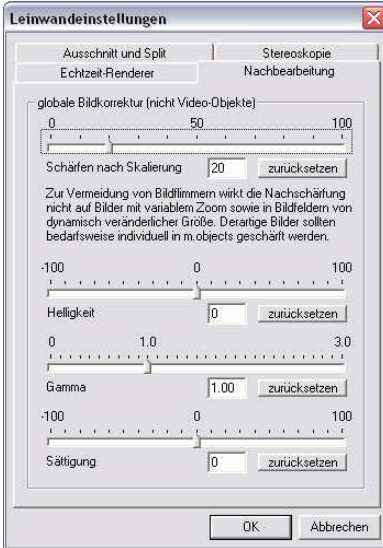 Leinwandeinstellungen
Ausschnitt und Split Stereoskopie
Echtzeit-Renderer Nachbearbeitung
globale Bildkorrektur (nicht Video-Objekte)
0 50 100
Schärfen nach Skalierung 20 zurücksetzen
Zur Vermeidung von Bildflimmern wirkt die Nachschärfung
nicht auf Bilder mit variablem Zoom sowie in Bildfeldern von
dynamisch veränderlicher Größe. Derartige Bilder sollten
bedarfsweise individuell in m.objects geschärft werden.
-100 0 100
Helligkeit 0 zurücksetzen
0 1.0 3.0
Gamma 1.00 zurücksetzen
-100 0 100
Sättigung 0 zurücksetzen
OK Abbrechen